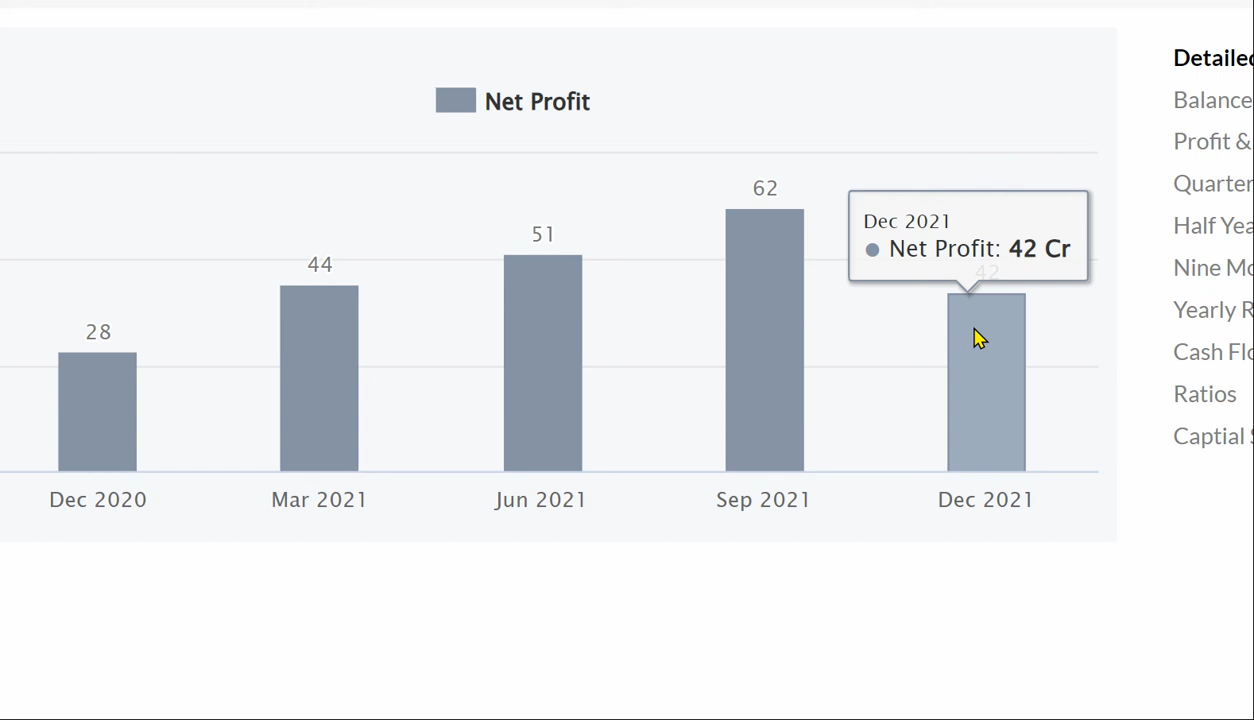 Net Profit
62
Dec 2021
Net Profit: 42 Cr
42
51
44
28
Dec 2020
Mar 2021
Jun 2021
Sep 2021
Dec 2021
Detailed
Balance
Profit &
Quarter
Half Yea
Nine Mo
Yearly R
Cash Flo
Ratios
Captial S